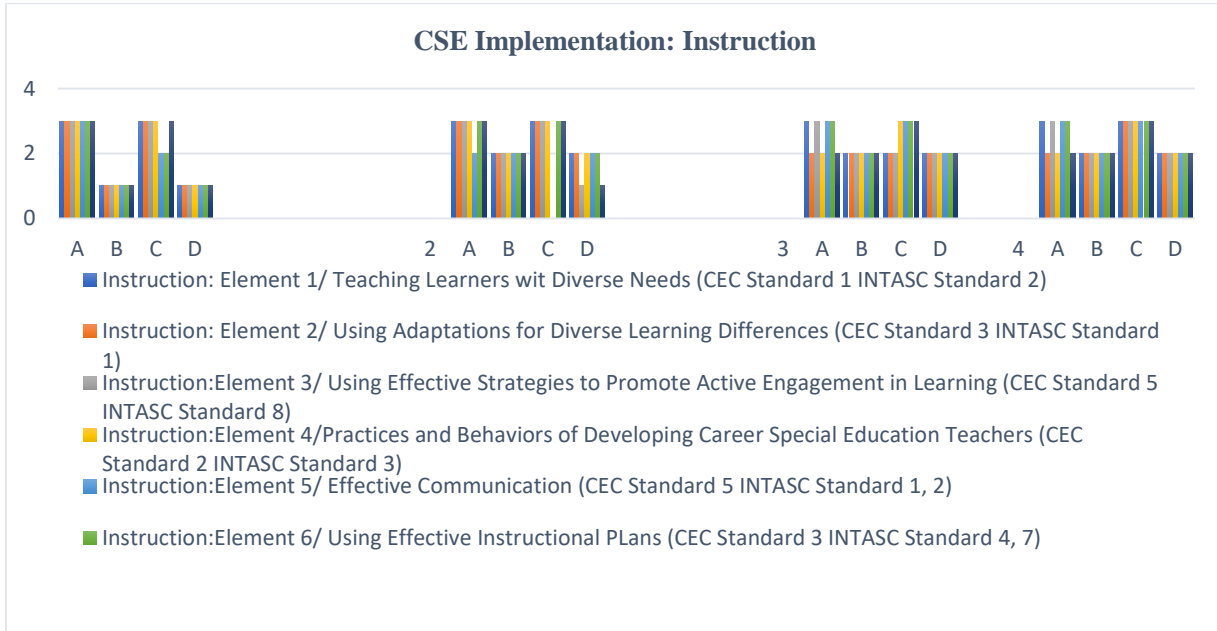 CSE Implementation: Instruction
4
2
0
A B C D 2 A B C D 3 A B C D 4 A B C D
Instruction: Element 1/ Teaching Learners wit Diverse Needs (CEC Standard 1 INTASC Standard 2)
Instruction: Element 2/ Using Adaptations for Diverse Learning Differences (CEC Standard 3 INTASC Standard
1)
Instruction:Element 3/ Using Effective Strategies to Promote Active Engagement in Learning (CEC Standard 5
INTASC Standard 8)
Instruction:Element 4/Practices and Behaviors of Developing Career Special Education Teachers (CEC
Standard 2 INTASC Standard 3)
Instruction:Element 5/ Effective Communication (CEC Standard 5 INTASC Standard 1, 2)
Instruction:Element 6/ Using Effective Instructional PLans (CEC Standard 3 INTASC Standard 4, 7)